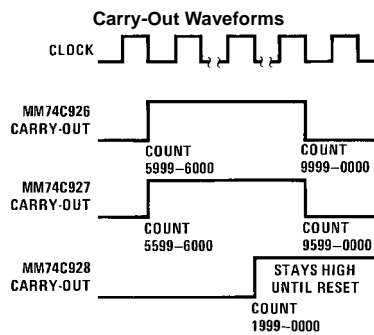 Carry-Out Waveforms
CLOCK
MM74C926
CARRY-OUT
COUNT
5999–6000
COUNT
9999–0000
MM74C927
CARRY-OUT
COUNT
5599–6000
COUNT
9599–0000
MM74C928
CARRY-OUT
STAYS HIGH
UNTIL RESET
COUNT
1999–0000